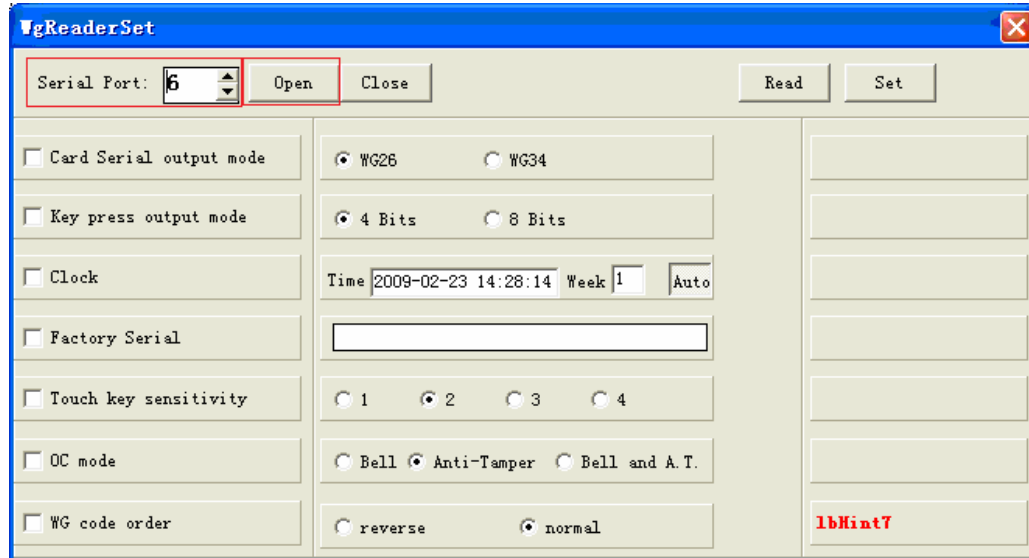 WgReaderSet
Serial Port: 6 Open Close Read Set
Card Serial output mode WG26 WG34
Key press output mode 4 Bits 8 Bits
Clock Time 2009-02-23 14:28:14 Week 1 Auto
Factory Serial
Touch key sensitivity 1 2 3 4
OC mode Bell Anti-Tamper Bell and A.T.
WG code order reverse normal lbHint7